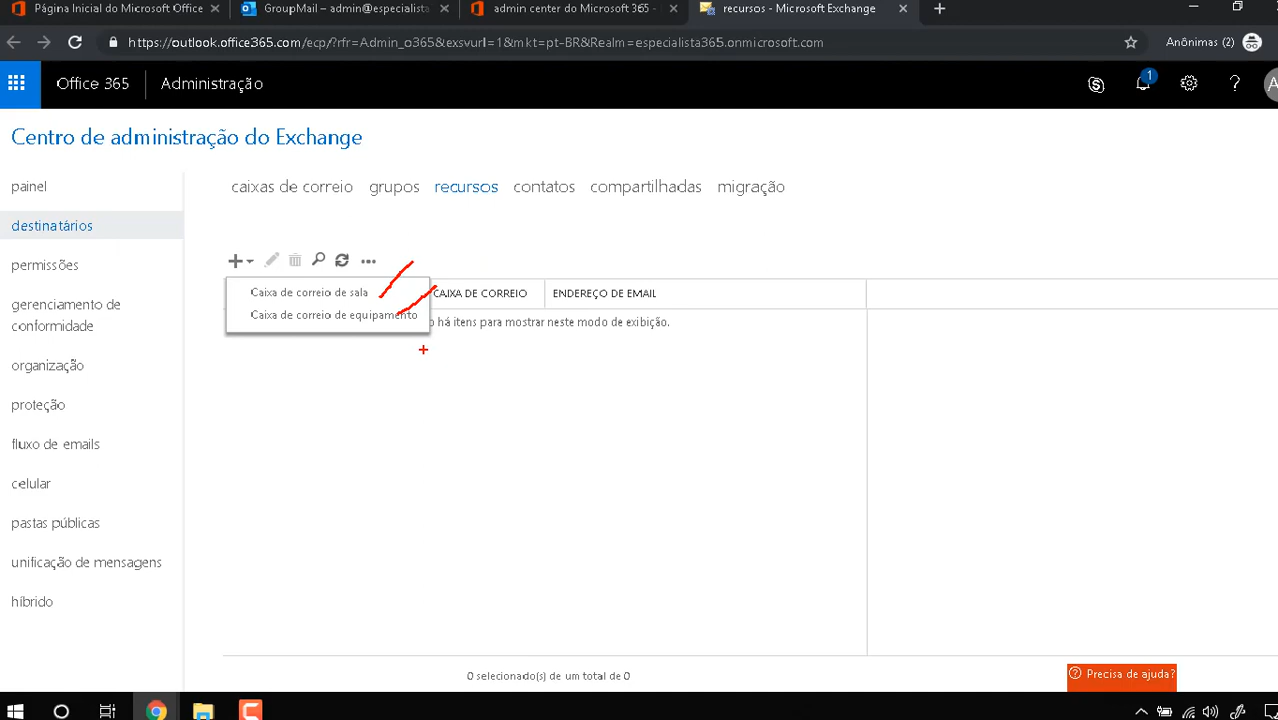 Página Inicial do Microsoft Office
GroupMail – admin@especialista
admin center do Microsoft 365 -
recursos - Microsoft Exchange
https://outlook.office365.com/ecp/?rfr=Admin_o365&exsvurl=1&mkt=pt-BR&Realm=especialista365.onmicrosoft.com
Anônimas (2)
Office 365
Administração
1
?
A
Centro de administração do Exchange
painel
destinatários
permissões
gerenciamento de
conformidade
organização
proteção
fluxo de emails
celular
pastas públicas
unificação de mensagens
híbrido
caixas de correio
grupos
recursos
contatos
compartilhadas
migração
Caixa de correio de sala
Caixa de correio de equipamento
CAIXA DE CORREIO
ENDEREÇO DE EMAIL
o há itens para mostrar neste modo de exibição.
0 selecionado(s) de um total de 0
? Precisa de ajuda?